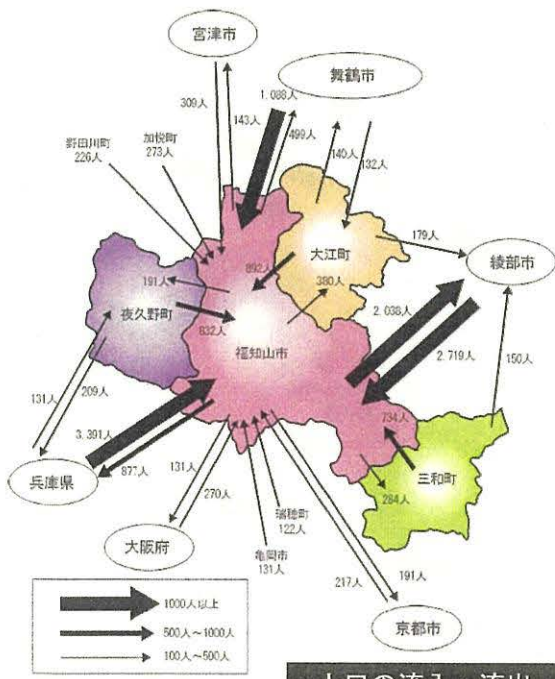 宮津市
舞鶴市
309人
143人
1.088人
499人
140人
132人
野田川町
226人
加悦町
273人
大江町
179人
綾部市
892人
380人
191人
夜久野町
832人
福知山市
2.038人
2.719人
150人
131人
209人
3.391人
877人
734人
284人
三和町
兵庫県
131人
270人
瑞穂町
122人
亀岡市
131人
大阪府
217人
191人
京都市
1000人以上
500人～1000人
100人～500人